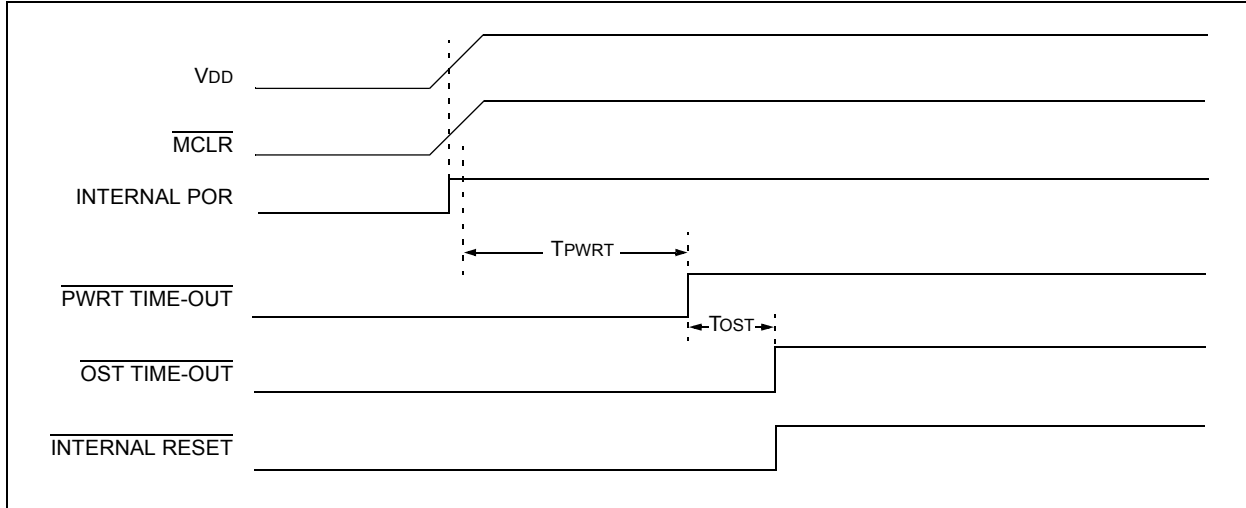 VDD
MCLR
INTERNAL POR
TPWRT
PWRT TIME-OUT
TOST
OST TIME-OUT
INTERNAL RESET